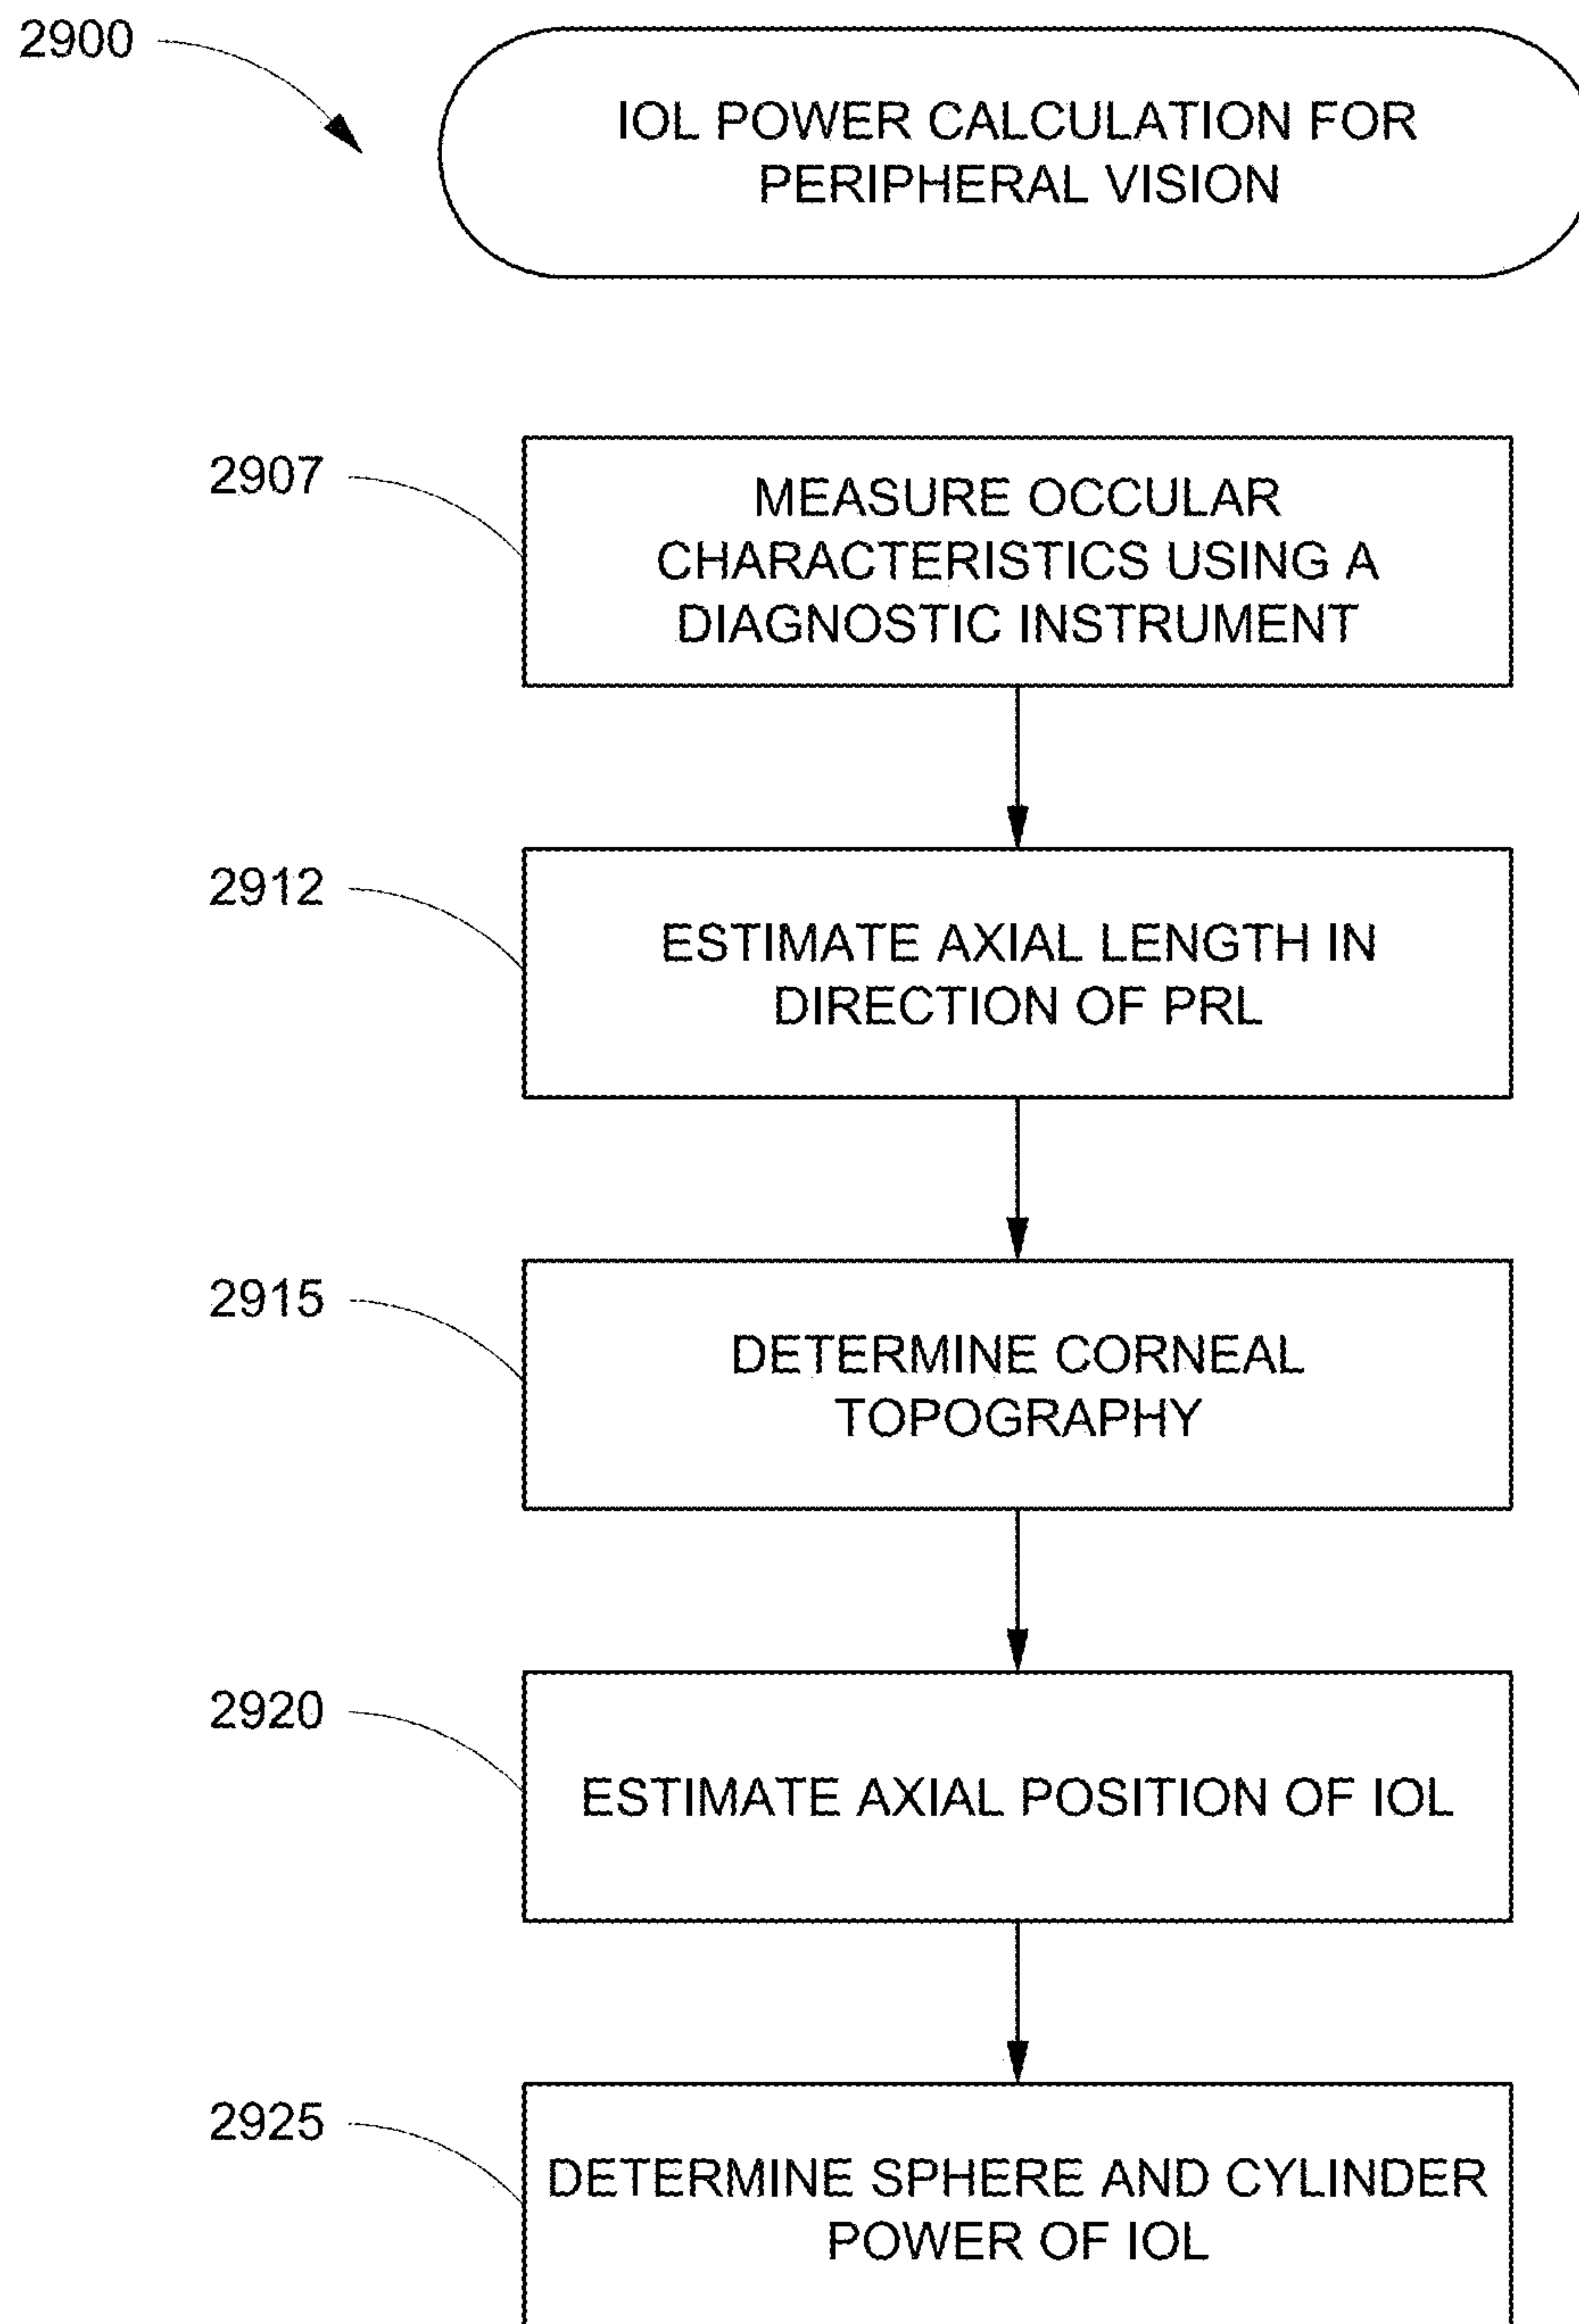 2900
IOL POWER CALCULATION FOR
PERIPHERAL VISION
2907
MEASURE OCCULAR
CHARACTERISTICS USING A
DIAGNOSTIC INSTRUMENT
2912
ESTIMATE AXIAL LENGTH IN
DIRECTION OF PRL
2915
DETERMINE CORNEAL
TOPOGRAPHY
2920
ESTIMATE AXIAL POSITION OF IOL
2925
DETERMINE SPHERE AND CYLINDER
POWER OF IOL